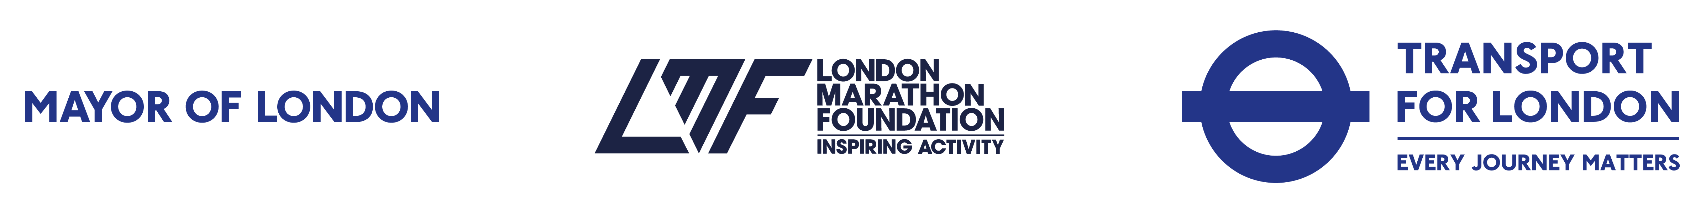 MAYOR OF LONDON
LMF
LONDON
MARATHON
FOUNDATION
INSPIRING ACTIVITY
TRANSPORT
FOR LONDON
EVERY JOURNEY MATTERS